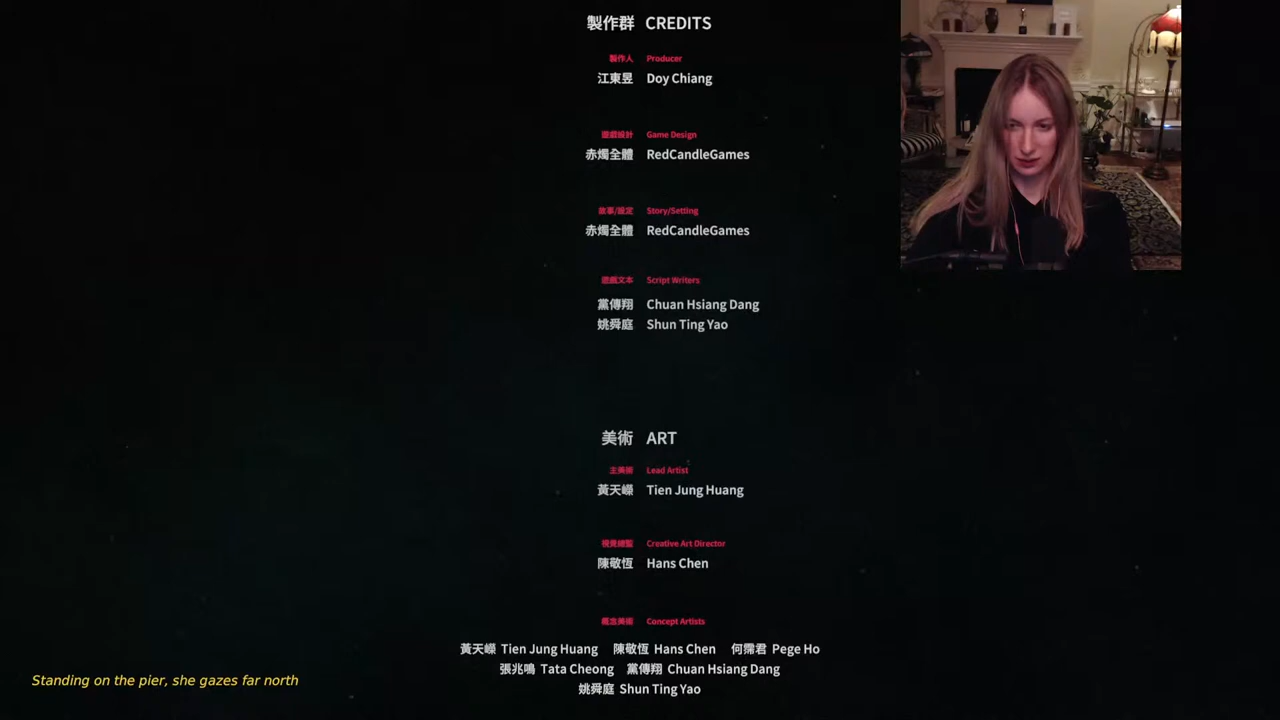 製作群 CREDITS
製作人 Producer
江東昱 Doy Chiang
遊戲設計 Game Design
赤燭全體 RedCandleGames
故事/設定 Story/Setting
赤燭全體 RedCandleGames
遊戲文本 Script Writers
黨傳翔 Chuan Hsiang Dang
姚舜庭 Shun Ting Yao
美術 ART
主美術 Lead Artist
黃天嶸 Tien Jung Huang
視覺總監 Creative Art Director
陳敬恆 Hans Chen
概念美術 Concept Artists
黃天嶸 Tien Jung Huang 陳敬恆 Hans Chen 何霈君 Pege Ho
張兆鳴 Tata Cheong 黨傳翔 Chuan Hsiang Dang
姚舜庭 Shun Ting Yao
Standing on the pier, she gazes far north